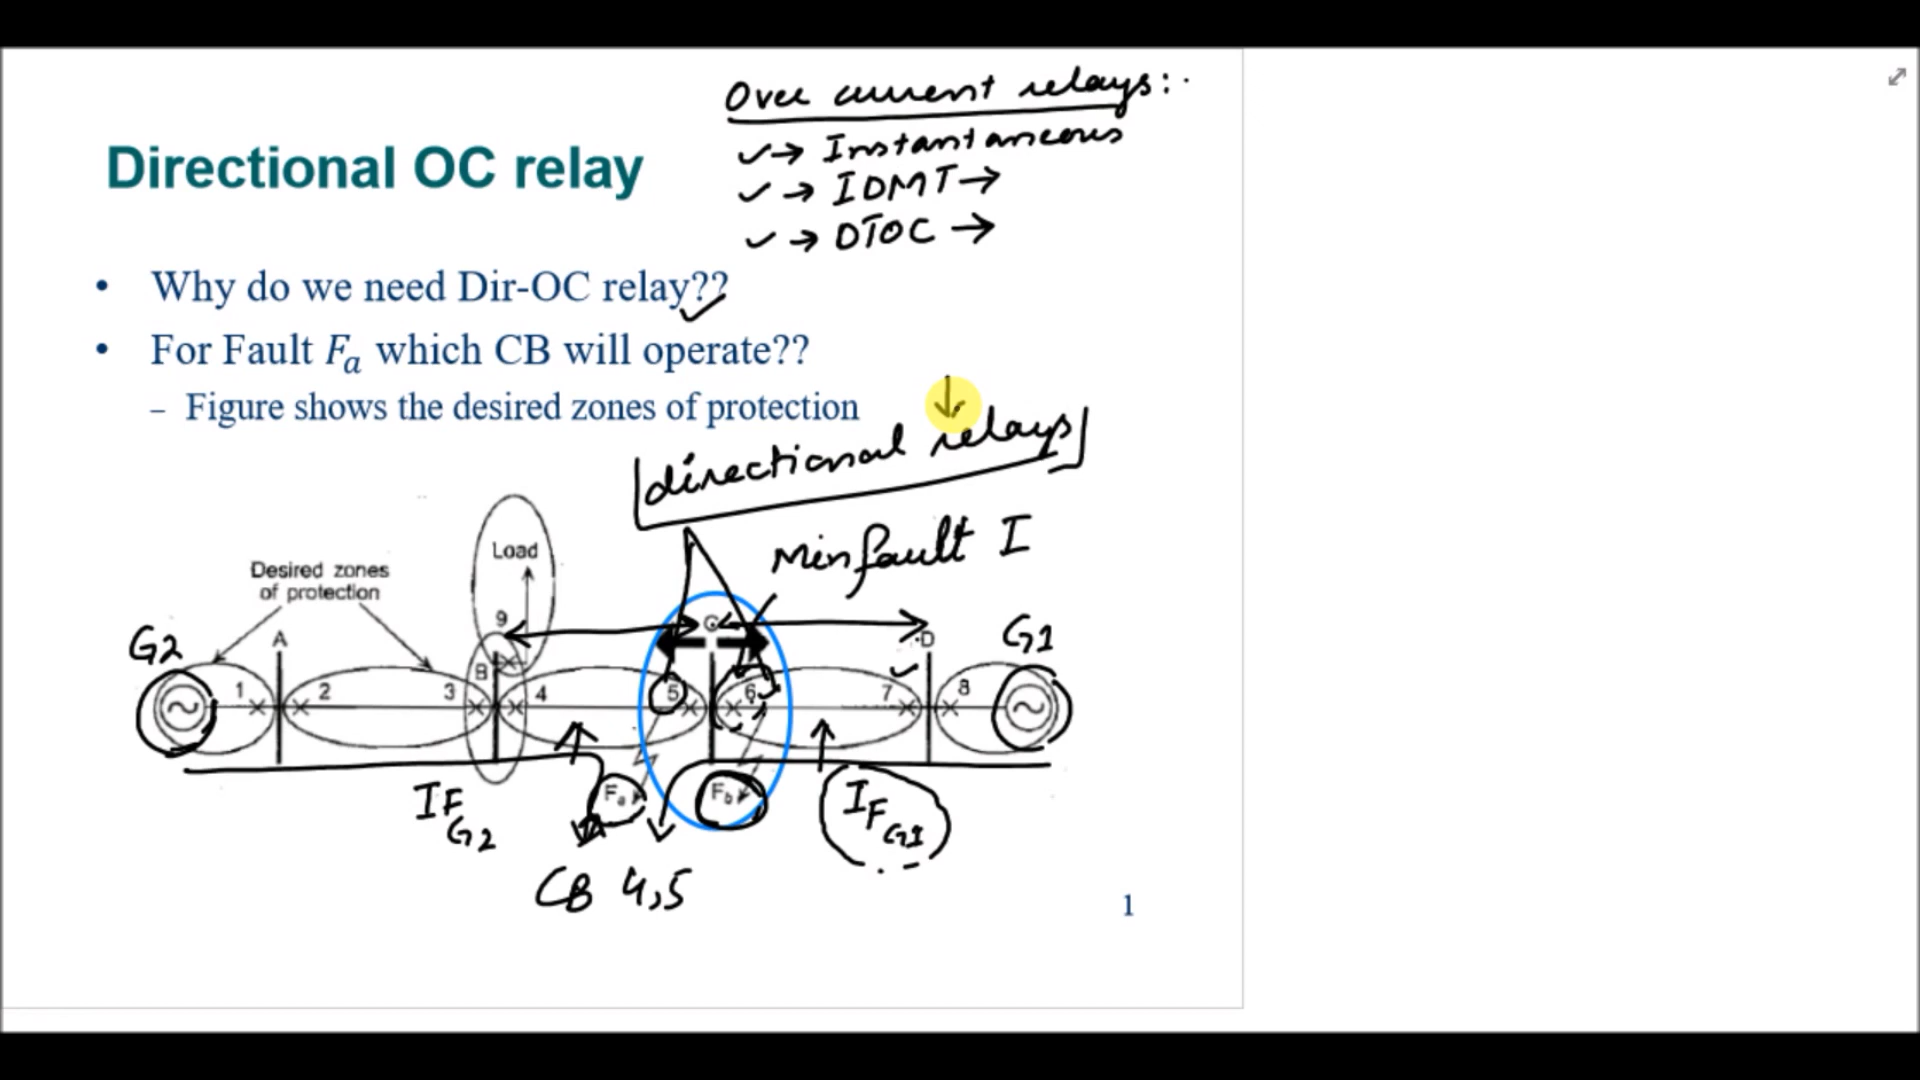 Over current relays:
→ Instantaneous
→ IDMT →
→ DTOC →
Directional OC relay
• Why do we need Dir-OC relay??
• For Fault Fa which CB will operate??
– Figure shows the desired zones of protection
directional relays
Min fault I
Load
Desired zones
of protection
9
G2
A
C
D
G1
B
1 2 3 4 5 6 7 8
IF G2
Fa
Fb
IF G1
CB 4,5
1